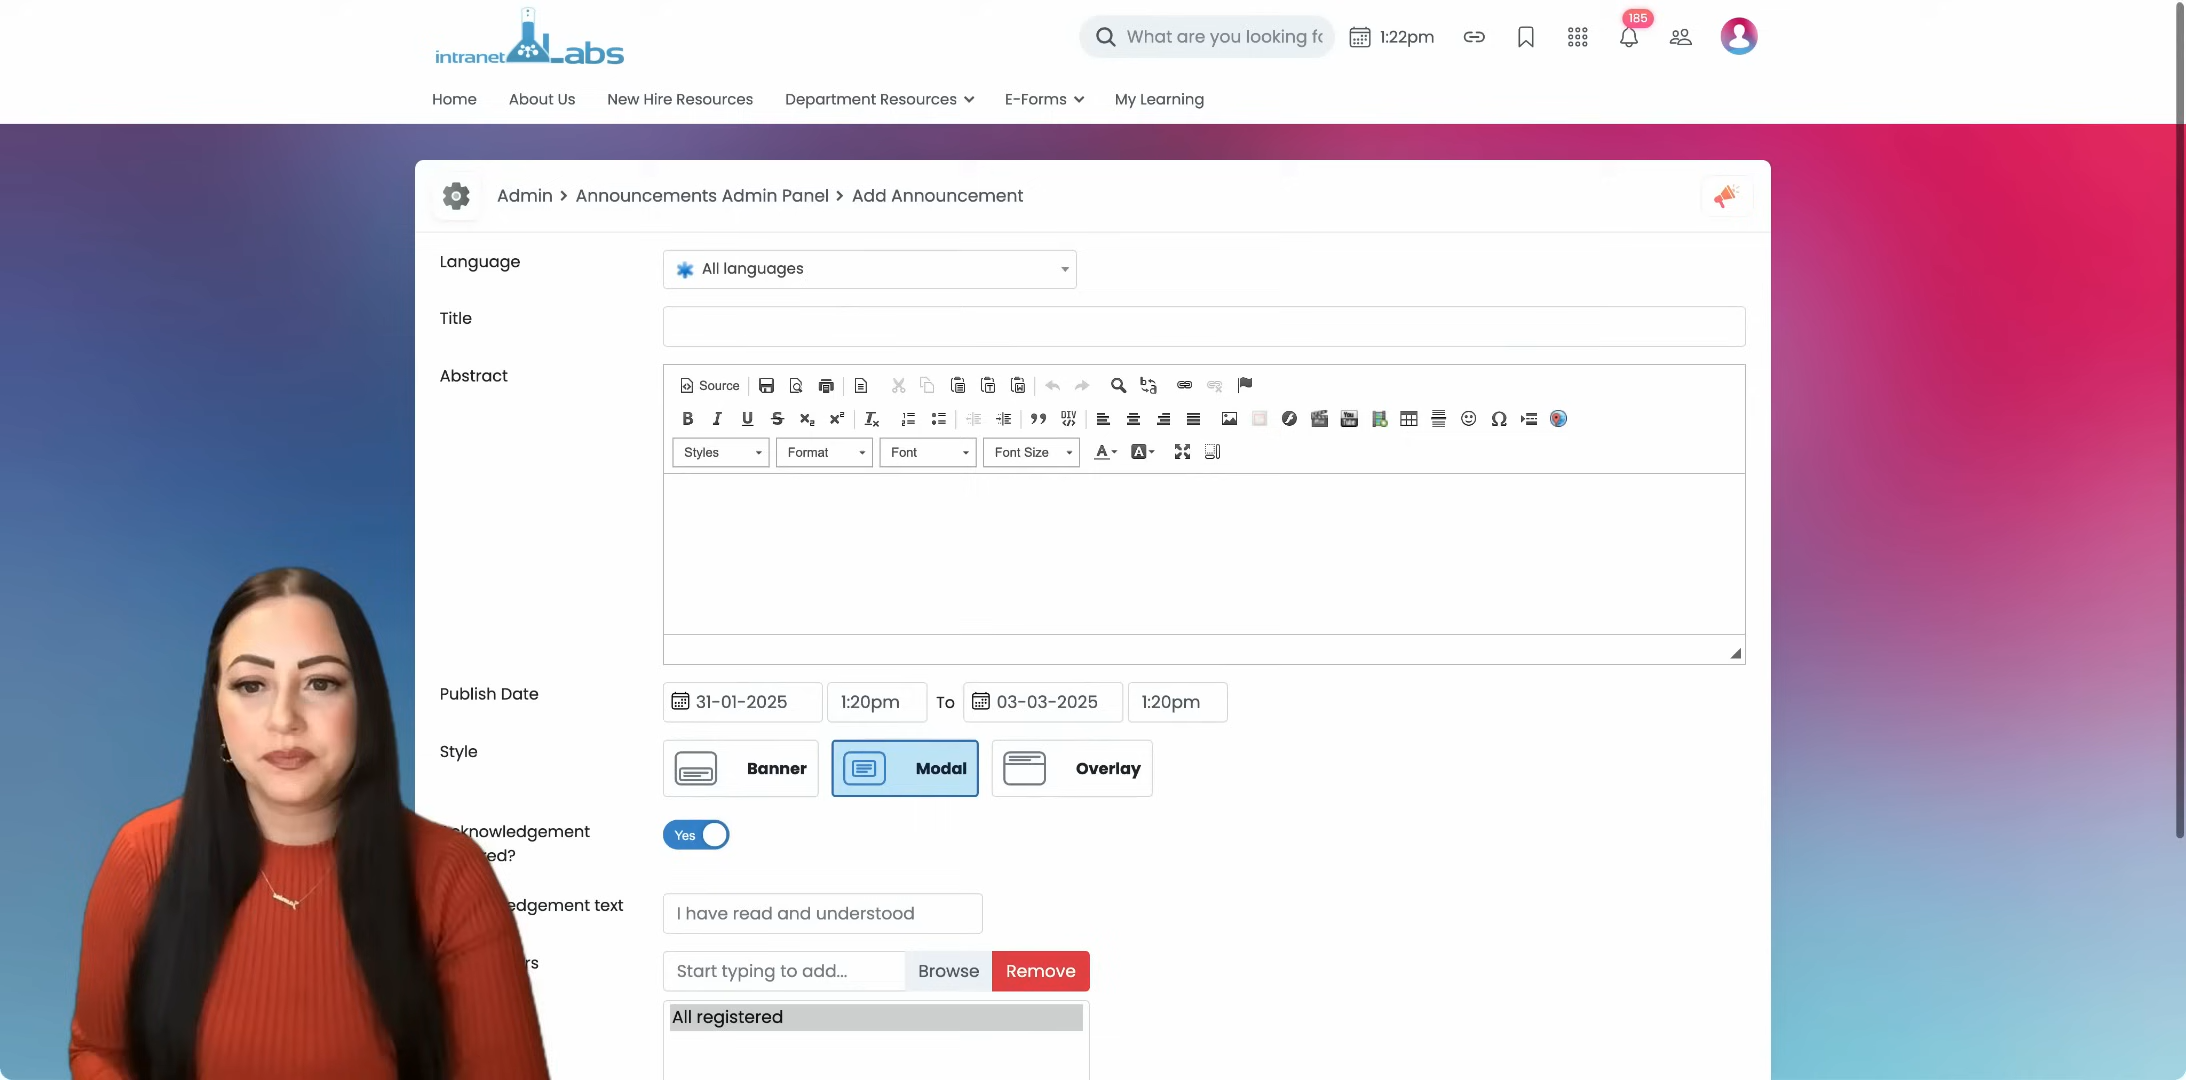 intranet Labs
What are you looking fo
1:22pm
185
Home About Us New Hire Resources Department Resources E-Forms My Learning
Admin > Announcements Admin Panel > Add Announcement
Language
All languages
Title
Abstract
Source
Styles Format Font Font Size
Publish Date
31-01-2025 1:20pm To 03-03-2025 1:20pm
Style
Banner Modal Overlay
knowledgement
ed?
Yes
edgement text
I have read and understood
rs
Start typing to add... Browse Remove
All registered